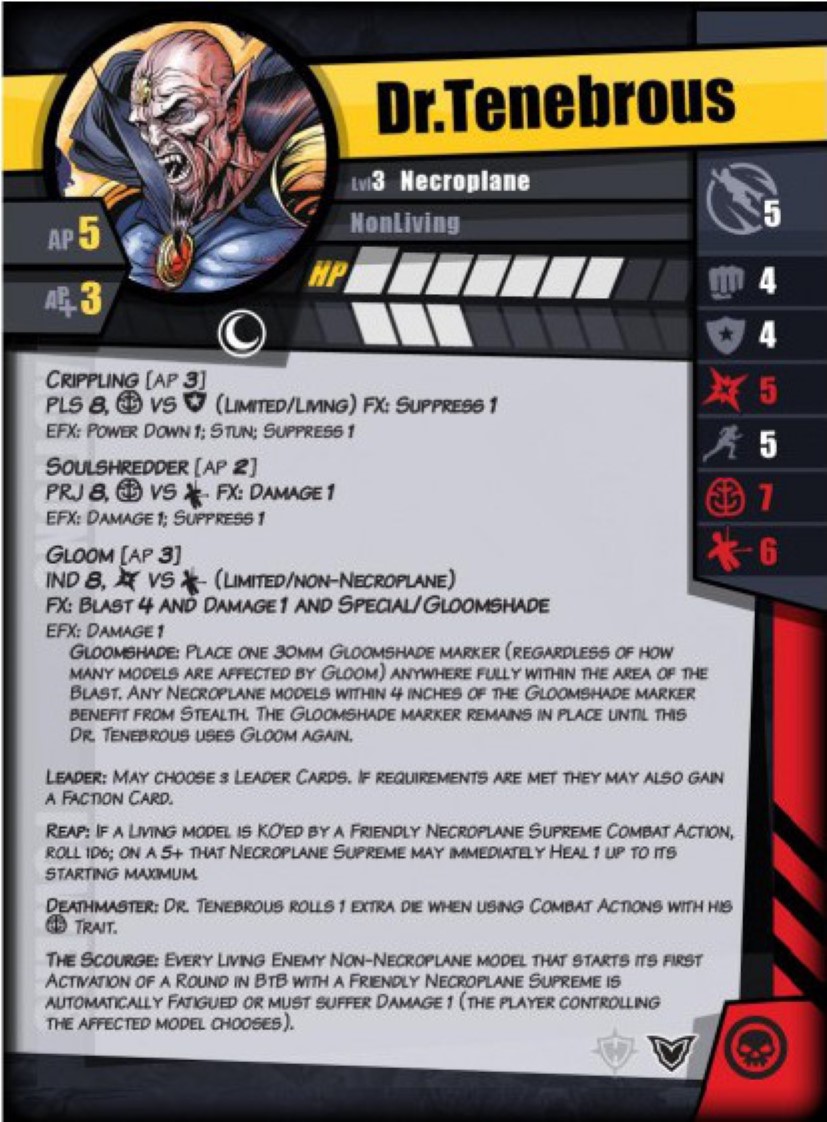 Dr.Tenebrous
Lvl3 Necroplane
NonLiving
AP 5
AP+ 3
HP
5
4
4
5
5
7
6
CRIPPLING [AP 3]
PLS 8, VS (LIMITED/LIVING) FX: SUPPRESS 1
EFX: POWER DOWN 1; STUN; SUPPRESS 1
SOULSHREDDER [AP 2]
PRJ 8, VS FX: DAMAGE 1
EFX: DAMAGE 1; SUPPRESS 1
GLOOM [AP 3]
IND 8, VS (LIMITED/NON-NECROPLANE)
FX: BLAST 4 AND DAMAGE 1 AND SPECIAL/GLOOMSHADE
EFX: DAMAGE 1
GLOOMSHADE: PLACE ONE 30MM GLOOMSHADE MARKER (REGARDLESS OF HOW
MANY MODELS ARE AFFECTED BY GLOOM) ANYWHERE FULLY WITHIN THE AREA OF THE
BLAST. ANY NECROPLANE MODELS WITHIN 4 INCHES OF THE GLOOMSHADE MARKER
BENEFIT FROM STEALTH. THE GLOOMSHADE MARKER REMAINS IN PLACE UNTIL THIS
DR. TENEBROUS USES GLOOM AGAIN.
LEADER: MAY CHOOSE 3 LEADER CARDS. IF REQUIREMENTS ARE MET THEY MAY ALSO GAIN
A FACTION CARD.
REAP: IF A LIVING MODEL IS KO'ED BY A FRIENDLY NECROPLANE SUPREME COMBAT ACTION,
ROLL 1D6; ON A 5+ THAT NECROPLANE SUPREME MAY IMMEDIATELY HEAL 1 UP TO ITS
STARTING MAXIMUM.
DEATHMASTER: DR. TENEBROUS ROLLS 1 EXTRA DIE WHEN USING COMBAT ACTIONS WITH HIS
TRAIT.
THE SCOURGE: EVERY LIVING ENEMY NON-NECROPLANE MODEL THAT STARTS ITS FIRST
ACTIVATION OF A ROUND IN BTB WITH A FRIENDLY NECROPLANE SUPREME IS
AUTOMATICALLY FATIGUED OR MUST SUFFER DAMAGE 1 (THE PLAYER CONTROLLING
THE AFFECTED MODEL CHOOSES).